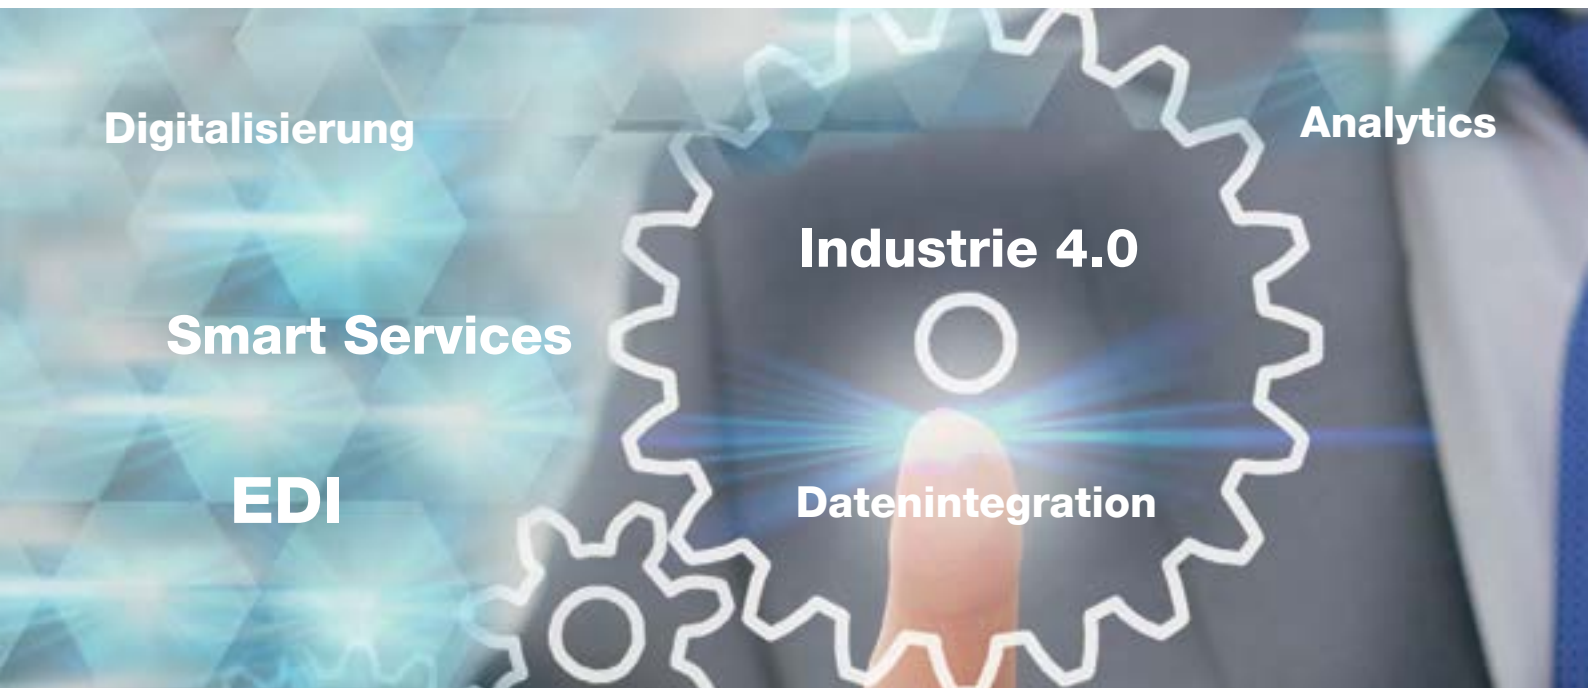 Digitalisierung
Analytics
Industrie 4.0
Smart Services
EDI
Datenintegration